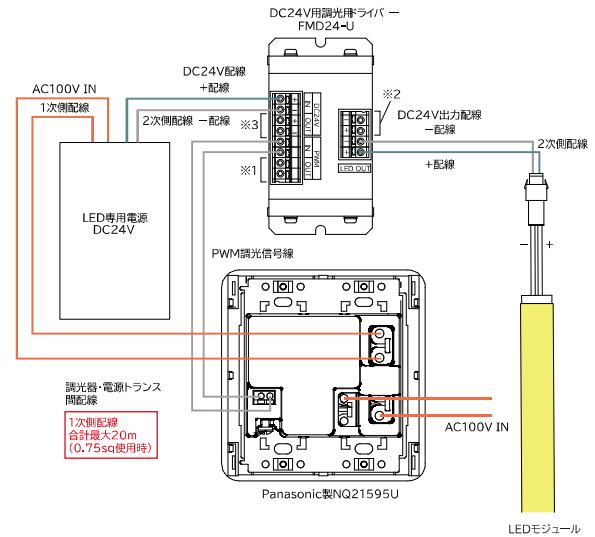 DC24V用調光用ドライバー
FMD24-U
DC24V配線
+配線
AC100V IN
1次側配線
2次側配線 −配線
※3
※1
DC24V
IN
OUT
PWM
IN
OUT
+
−
LED OUT
※2
DC24V出力配線
−配線
+配線
2次側配線
LED専用電源
DC24V
− +
PWM調光信号線
調光器・電源トランス
間配線
1次側配線
合計最大20m
(0.75sq使用時)
AC100V IN
Panasonic製NQ21595U
LEDモジュール